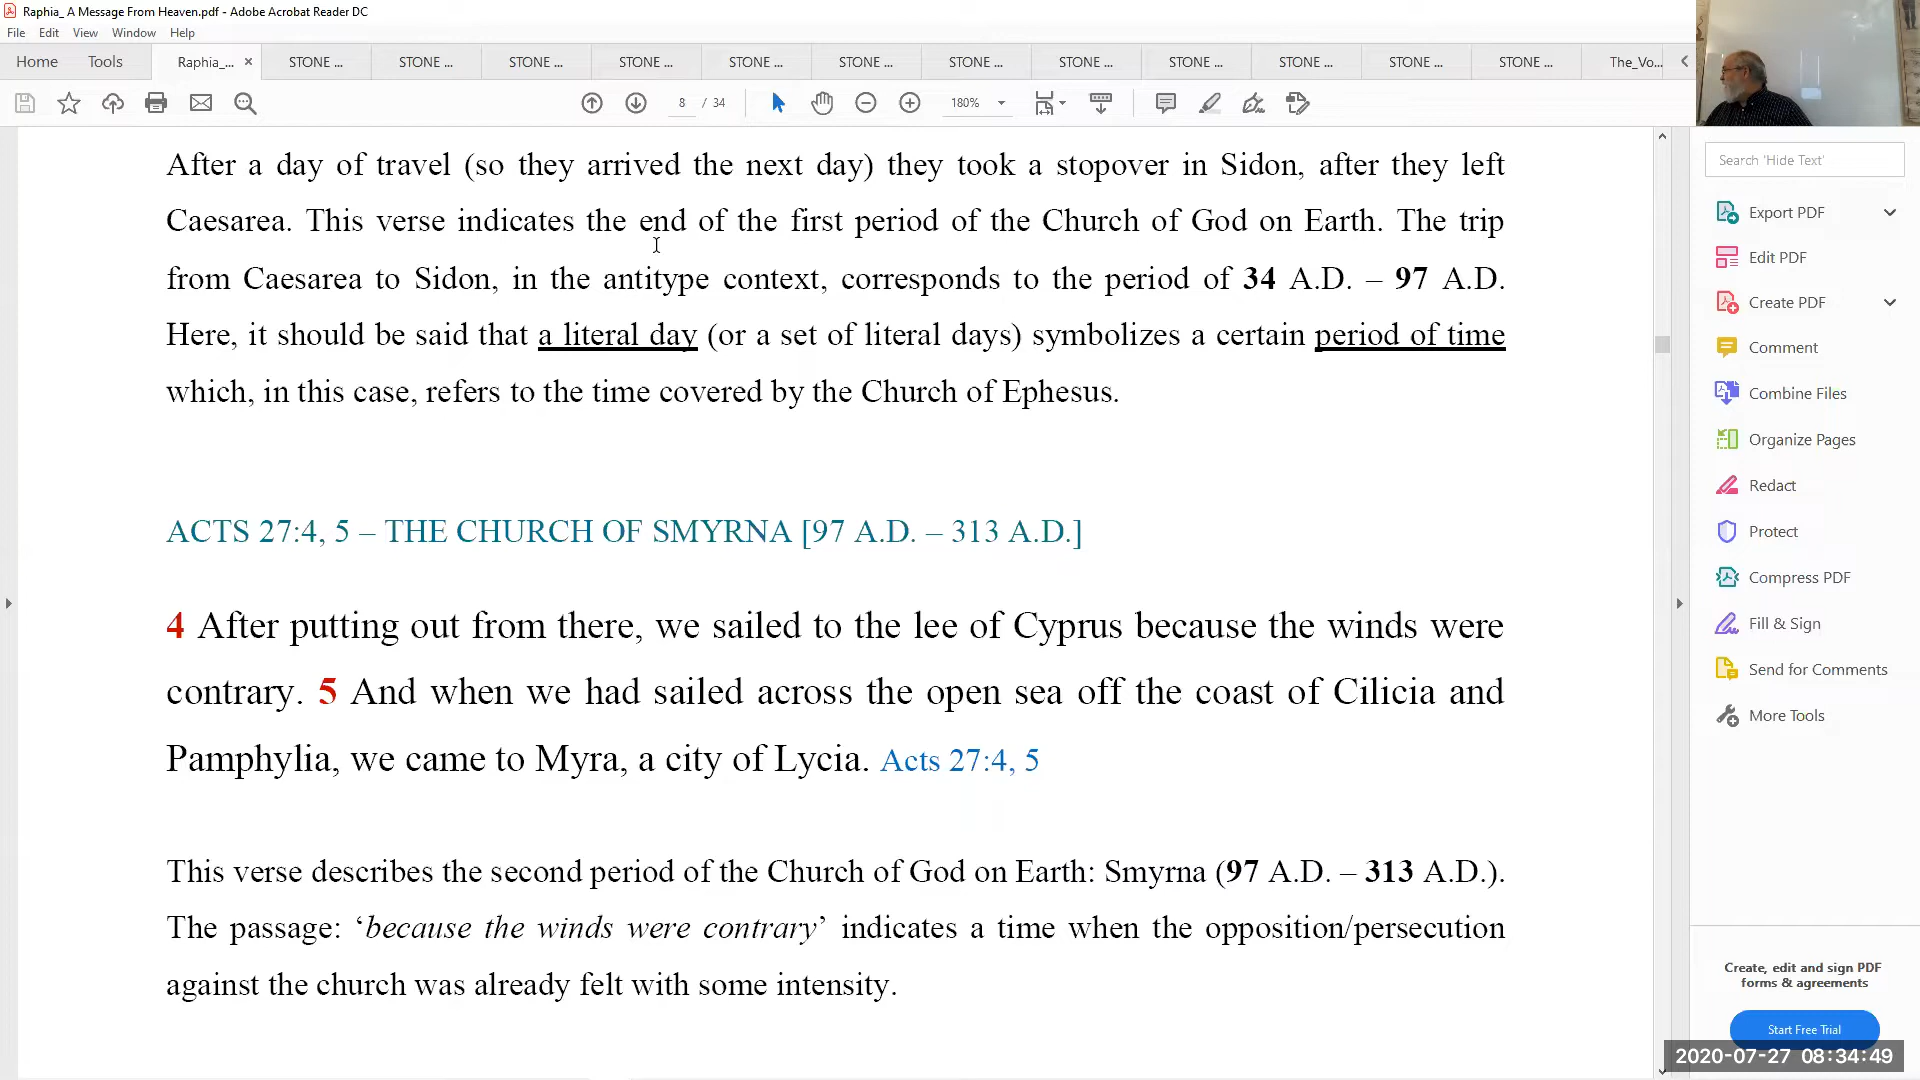 Raphia_ A Message From Heaven.pdf - Adobe Acrobat Reader DC
File Edit View Window Help
Home Tools Raphia_... × STONE ... STONE ... STONE ... STONE ... STONE ... STONE ... STONE ... STONE ... STONE ... STONE ... STONE ... STONE ... The_Vo...
8 / 34 180%
After a day of travel (so they arrived the next day) they took a stopover in Sidon, after they left
Caesarea. This verse indicates the end of the first period of the Church of God on Earth. The trip
from Caesarea to Sidon, in the antitype context, corresponds to the period of 34 A.D. – 97 A.D.
Here, it should be said that a literal day (or a set of literal days) symbolizes a certain period of time
which, in this case, refers to the time covered by the Church of Ephesus.
ACTS 27:4, 5 – THE CHURCH OF SMYRNA [97 A.D. – 313 A.D.]
4 After putting out from there, we sailed to the lee of Cyprus because the winds were
contrary. 5 And when we had sailed across the open sea off the coast of Cilicia and
Pamphylia, we came to Myra, a city of Lycia. Acts 27:4, 5
This verse describes the second period of the Church of God on Earth: Smyrna (97 A.D. – 313 A.D.).
The passage: ‘because the winds were contrary’ indicates a time when the opposition/persecution
against the church was already felt with some intensity.
Search 'Hide Text'
Export PDF
Edit PDF
Create PDF
Comment
Combine Files
Organize Pages
Redact
Protect
Compress PDF
Fill & Sign
Send for Comments
More Tools
Create, edit and sign PDF
forms & agreements
Start Free Trial
2020-07-27 08:34:49